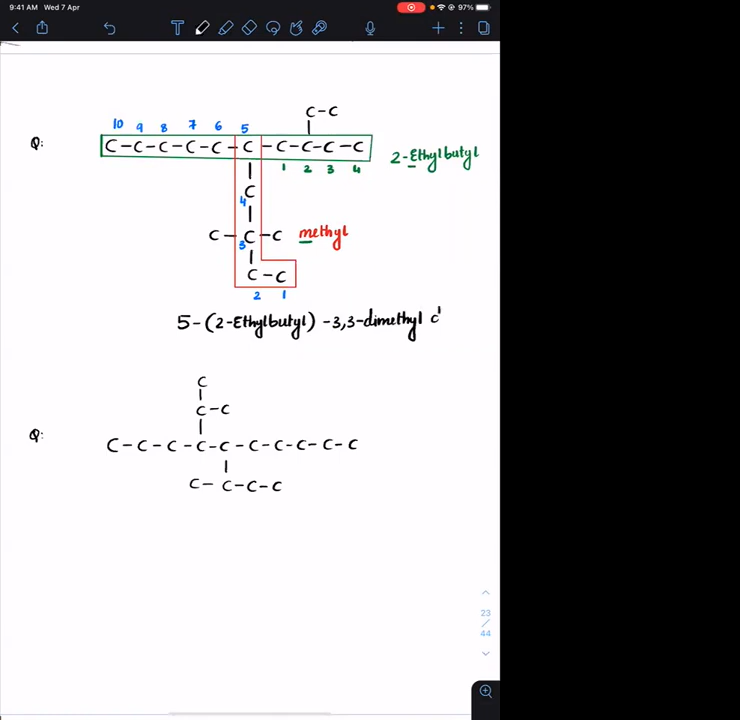 9:41 AM Wed 7 Apr
97%
C-C
10 9 8 7 6 5
Q: C-C-C-C-C-C-C-C-C-C
1 2 3 4
2-Ethylbutyl
C
4
C-C-C methyl
3
C-C
2 1
5-(2-Ethylbutyl)-3,3-dimethyl c'
C
C-C
Q: C-C-C-C-C-C-C-C-C-C
C-C-C-C
23
/
44